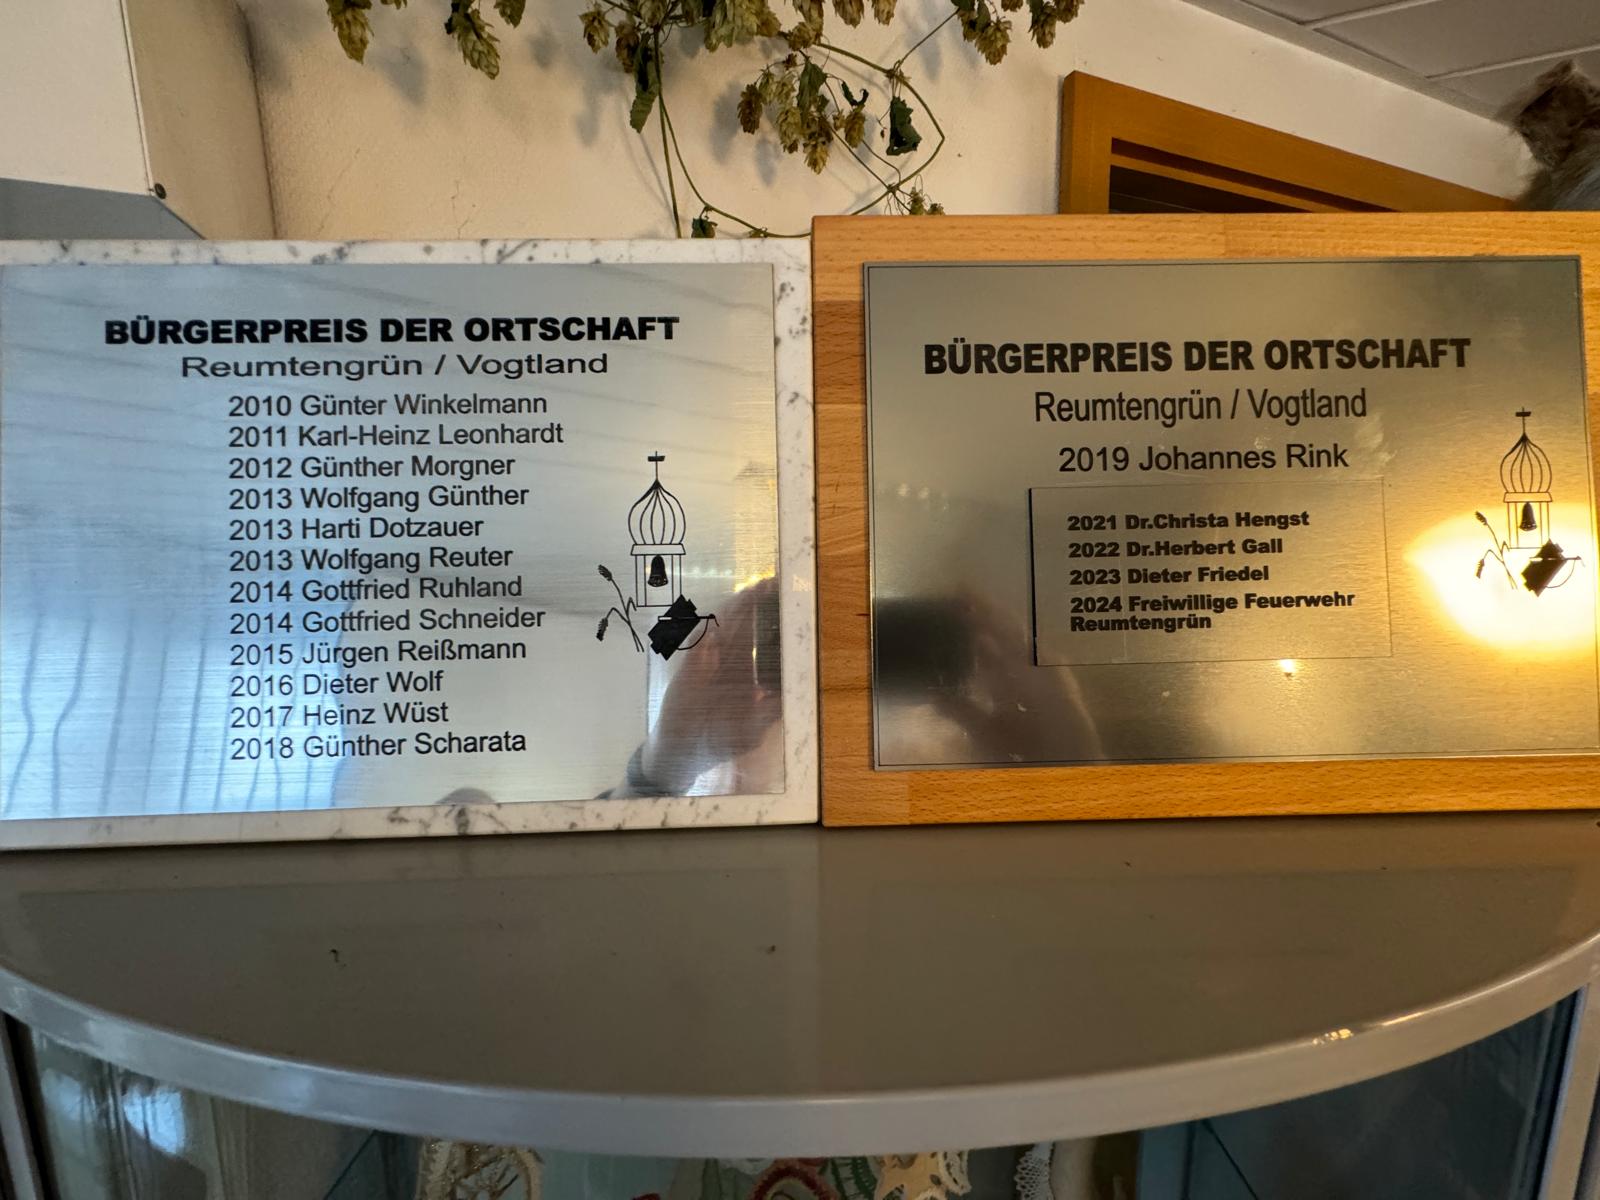 BÜRGERPREIS DER ORTSCHAFT
Reumtengrün / Vogtland
2010 Günter Winkelmann
2011 Karl-Heinz Leonhardt
2012 Günther Morgner
2013 Wolfgang Günther
2013 Harti Dotzauer
2013 Wolfgang Reuter
2014 Gottfried Ruhland
2014 Gottfried Schneider
2015 Jürgen Reißmann
2016 Dieter Wolf
2017 Heinz Wüst
2018 Günther Scharata
BÜRGERPREIS DER ORTSCHAFT
Reumtengrün / Vogtland
2019 Johannes Rink
2021 Dr.Christa Hengst
2022 Dr.Herbert Gall
2023 Dieter Friedel
2024 Freiwillige Feuerwehr
Reumtengrün